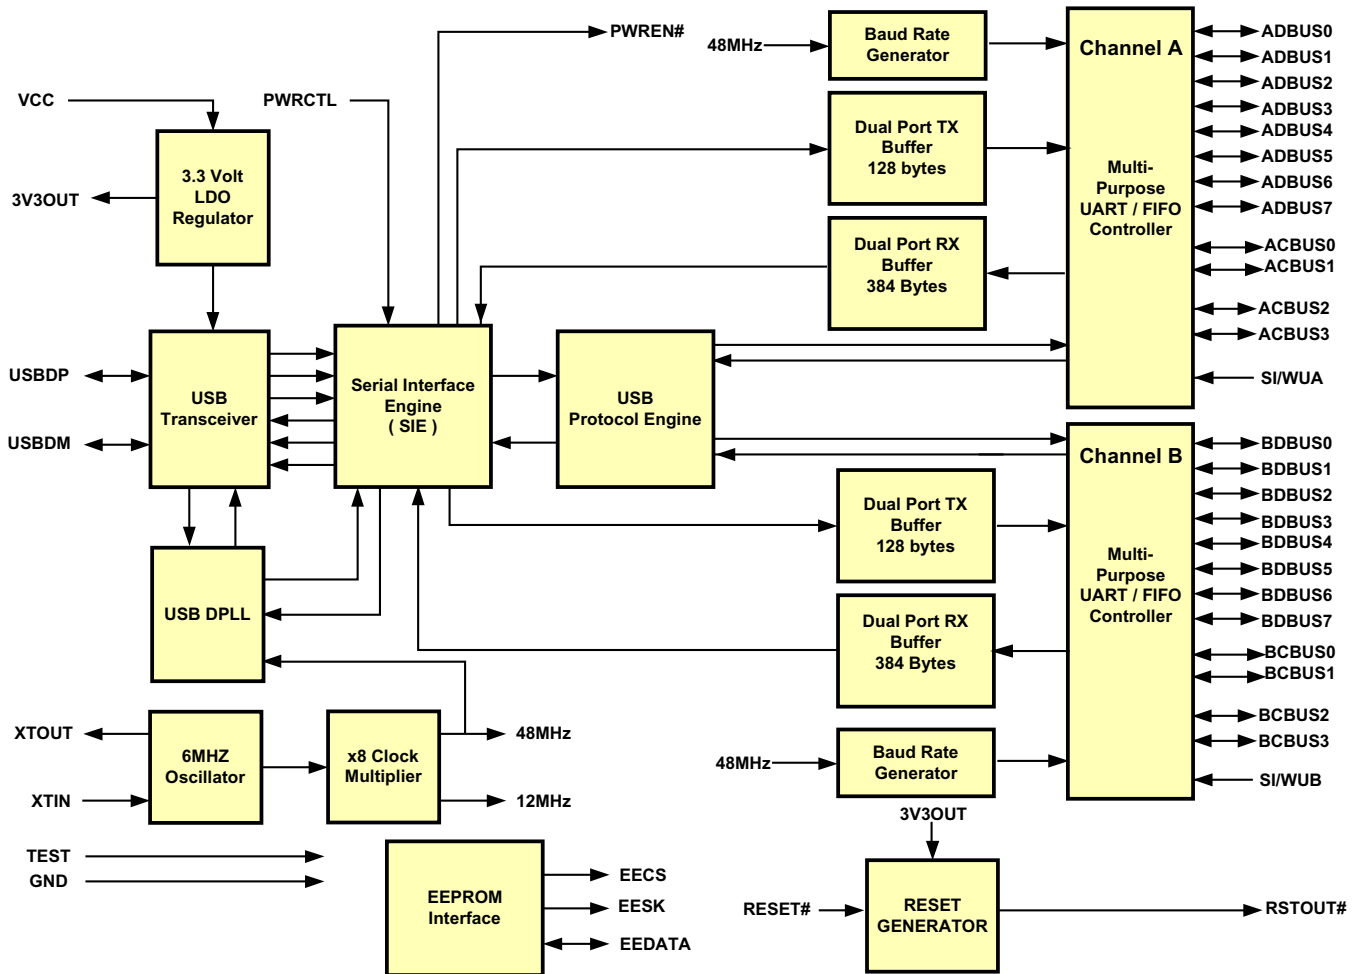 PWREN#
48MHz
Baud Rate
Generator
Channel A
ADBUS0
ADBUS1
ADBUS2
ADBUS3
ADBUS4
ADBUS5
ADBUS6
ADBUS7
ACBUS0
ACBUS1
ACBUS2
ACBUS3
SI/WUA
Multi-
Purpose
UART / FIFO
Controller
VCC
PWRCTL
3.3 Volt
LDO
Regulator
3V3OUT
Dual Port TX
Buffer
128 bytes
Dual Port RX
Buffer
384 Bytes
USBDP
USBDM
USB
Transceiver
Serial Interface
Engine
( SIE )
USB
Protocol Engine
Channel B
BDBUS0
BDBUS1
BDBUS2
BDBUS3
BDBUS4
BDBUS5
BDBUS6
BDBUS7
BCBUS0
BCBUS1
BCBUS2
BCBUS3
SI/WUB
Multi-
Purpose
UART / FIFO
Controller
Dual Port TX
Buffer
128 bytes
Dual Port RX
Buffer
384 Bytes
USB DPLL
XTOUT
XTIN
6MHZ
Oscillator
x8 Clock
Multiplier
48MHz
12MHz
48MHz
Baud Rate
Generator
TEST
GND
EEPROM
Interface
EECS
EESK
EEDATA
3V3OUT
RESET#
RESET
GENERATOR
RSTOUT#